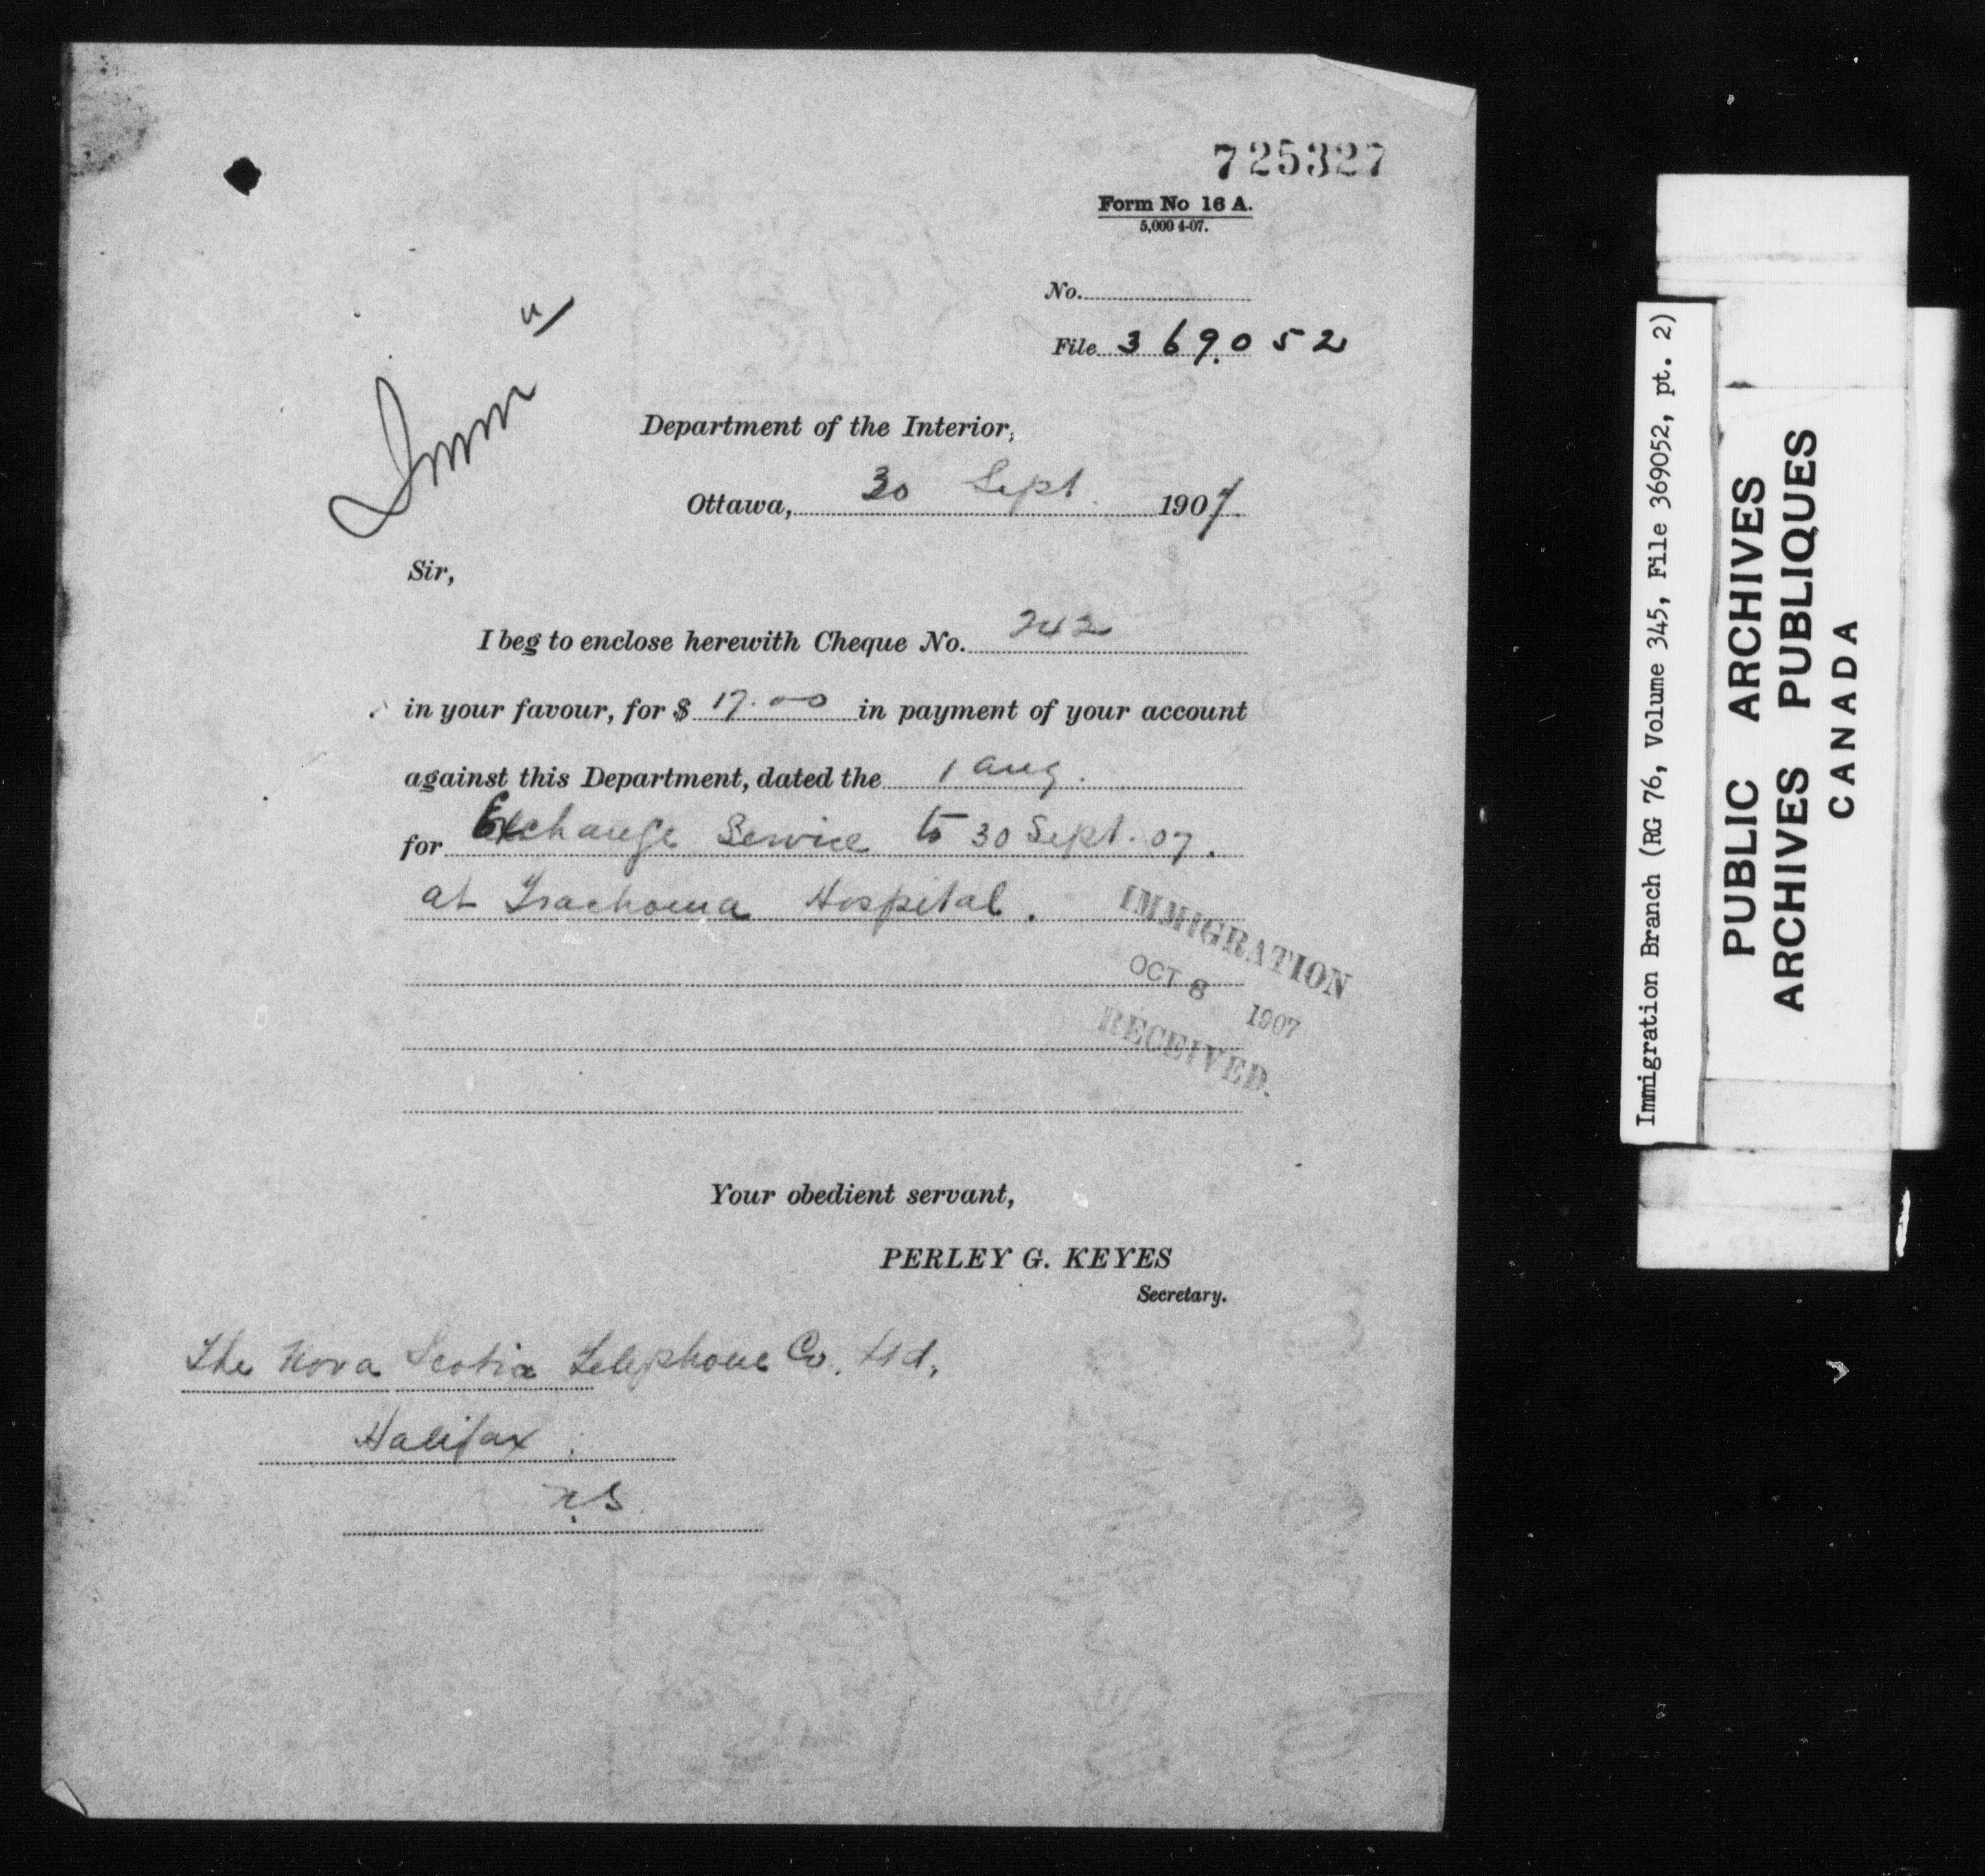 725327
Form No 16 A.
5,000 4-07.
No.
File 369052
Imm n/
Department of the Interior,
Ottawa, 30 Sept. 1907.
Sir,
I beg to enclose herewith Cheque No. 242
in your favour, for $ 17.00 in payment of your account
against this Department, dated the 1 Aug.
for Exchange Service to 30 Sept. 07.
at Trachoma Hospital.
IMMIGRATION
OCT 8 1907
RECEIVED.
Your obedient servant,
PERLEY G. KEYES
Secretary.
The Nova Scotia Telephone Co. Ltd.
Halifax.
N.S.
Immigration Branch (RG 76, Volume 345, File 369052, pt. 2)
PUBLIC ARCHIVES
ARCHIVES PUBLIQUES
CANADA